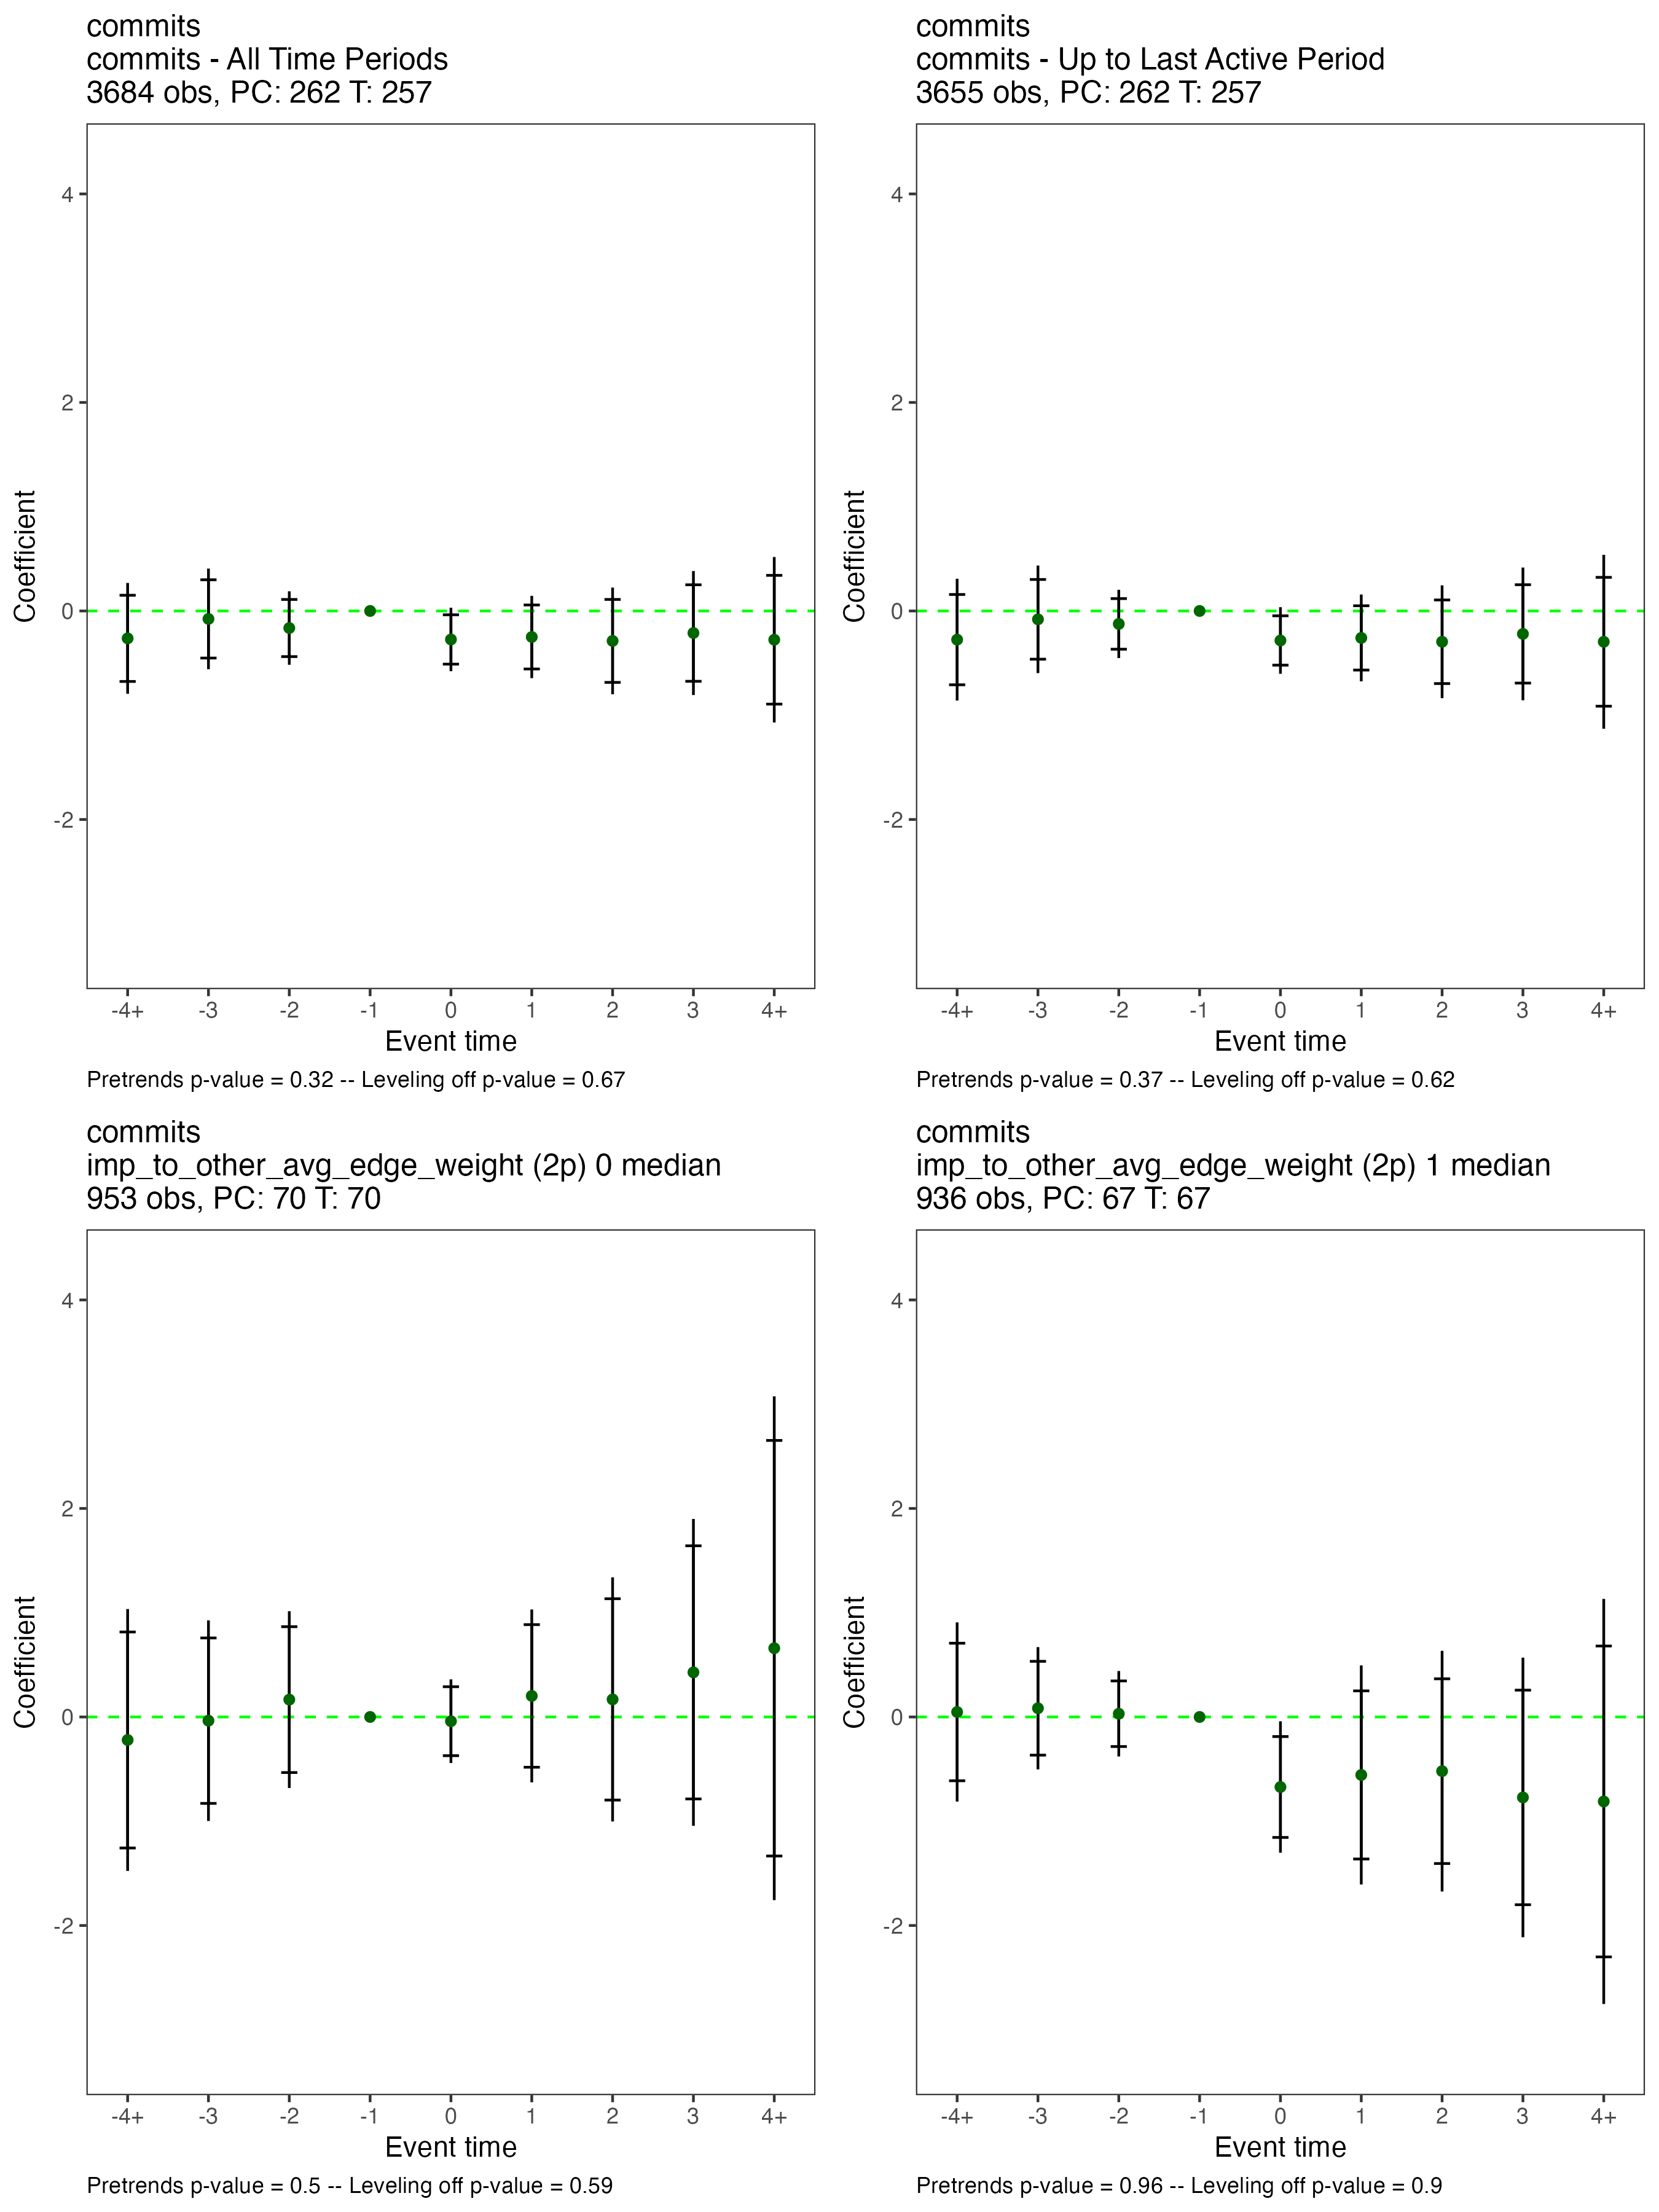 commits
commits - All Time Periods
3684 obs, PC: 262 T: 257
4
2
0
-2
Coefficient
-4+ -3 -2 -1 0 1 2 3 4+
Event time
Pretrends p-value = 0.32 -- Leveling off p-value = 0.67
commits
commits - Up to Last Active Period
3655 obs, PC: 262 T: 257
4
2
0
-2
Coefficient
-4+ -3 -2 -1 0 1 2 3 4+
Event time
Pretrends p-value = 0.37 -- Leveling off p-value = 0.62
commits
imp_to_other_avg_edge_weight (2p) 0 median
953 obs, PC: 70 T: 70
4
2
0
-2
Coefficient
-4+ -3 -2 -1 0 1 2 3 4+
Event time
Pretrends p-value = 0.5 -- Leveling off p-value = 0.59
commits
imp_to_other_avg_edge_weight (2p) 1 median
936 obs, PC: 67 T: 67
4
2
0
-2
Coefficient
-4+ -3 -2 -1 0 1 2 3 4+
Event time
Pretrends p-value = 0.96 -- Leveling off p-value = 0.9